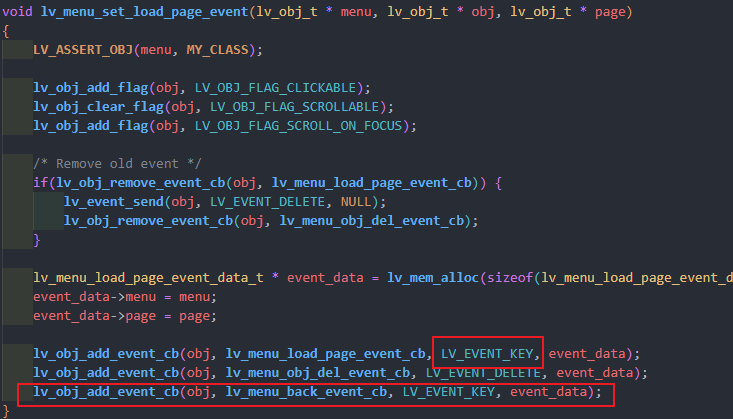 void lv_menu_set_load_page_event(lv_obj_t * menu, lv_obj_t * obj, lv_obj_t * page)
{
LV_ASSERT_OBJ(menu, MY_CLASS);
lv_obj_add_flag(obj, LV_OBJ_FLAG_CLICKABLE);
lv_obj_clear_flag(obj, LV_OBJ_FLAG_SCROLLABLE);
lv_obj_add_flag(obj, LV_OBJ_FLAG_SCROLL_ON_FOCUS);
/* Remove old event */
if(lv_obj_remove_event_cb(obj, lv_menu_load_page_event_cb)) {
lv_event_send(obj, LV_EVENT_DELETE, NULL);
lv_obj_remove_event_cb(obj, lv_menu_obj_del_event_cb);
}
lv_menu_load_page_event_data_t * event_data = lv_mem_alloc(sizeof(lv_menu_load_page_event_d
event_data->menu = menu;
event_data->page = page;
lv_obj_add_event_cb(obj, lv_menu_load_page_event_cb, LV_EVENT_KEY, event_data);
lv_obj_add_event_cb(obj, lv_menu_obj_del_event_cb, LV_EVENT_DELETE, event_data);
lv_obj_add_event_cb(obj, lv_menu_back_event_cb, LV_EVENT_KEY, event_data);
}